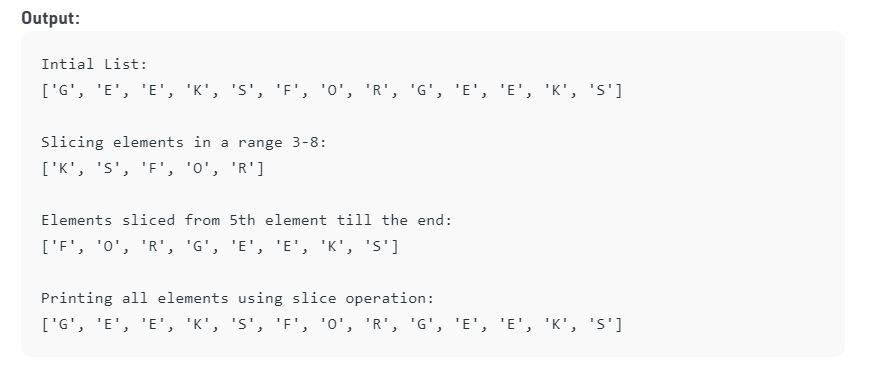 Output:
Intial List:
['G', 'E', 'E', 'K', 'S', 'F', 'O', 'R', 'G', 'E', 'E', 'K', 'S']
Slicing elements in a range 3-8:
['K', 'S', 'F', 'O', 'R']
Elements sliced from 5th element till the end:
['F', 'O', 'R', 'G', 'E', 'E', 'K', 'S']
Printing all elements using slice operation:
['G', 'E', 'E', 'K', 'S', 'F', 'O', 'R', 'G', 'E', 'E', 'K', 'S']